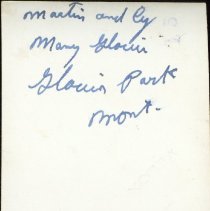 Martin and Cy
Many Glacier
Glacier Park
Mont.